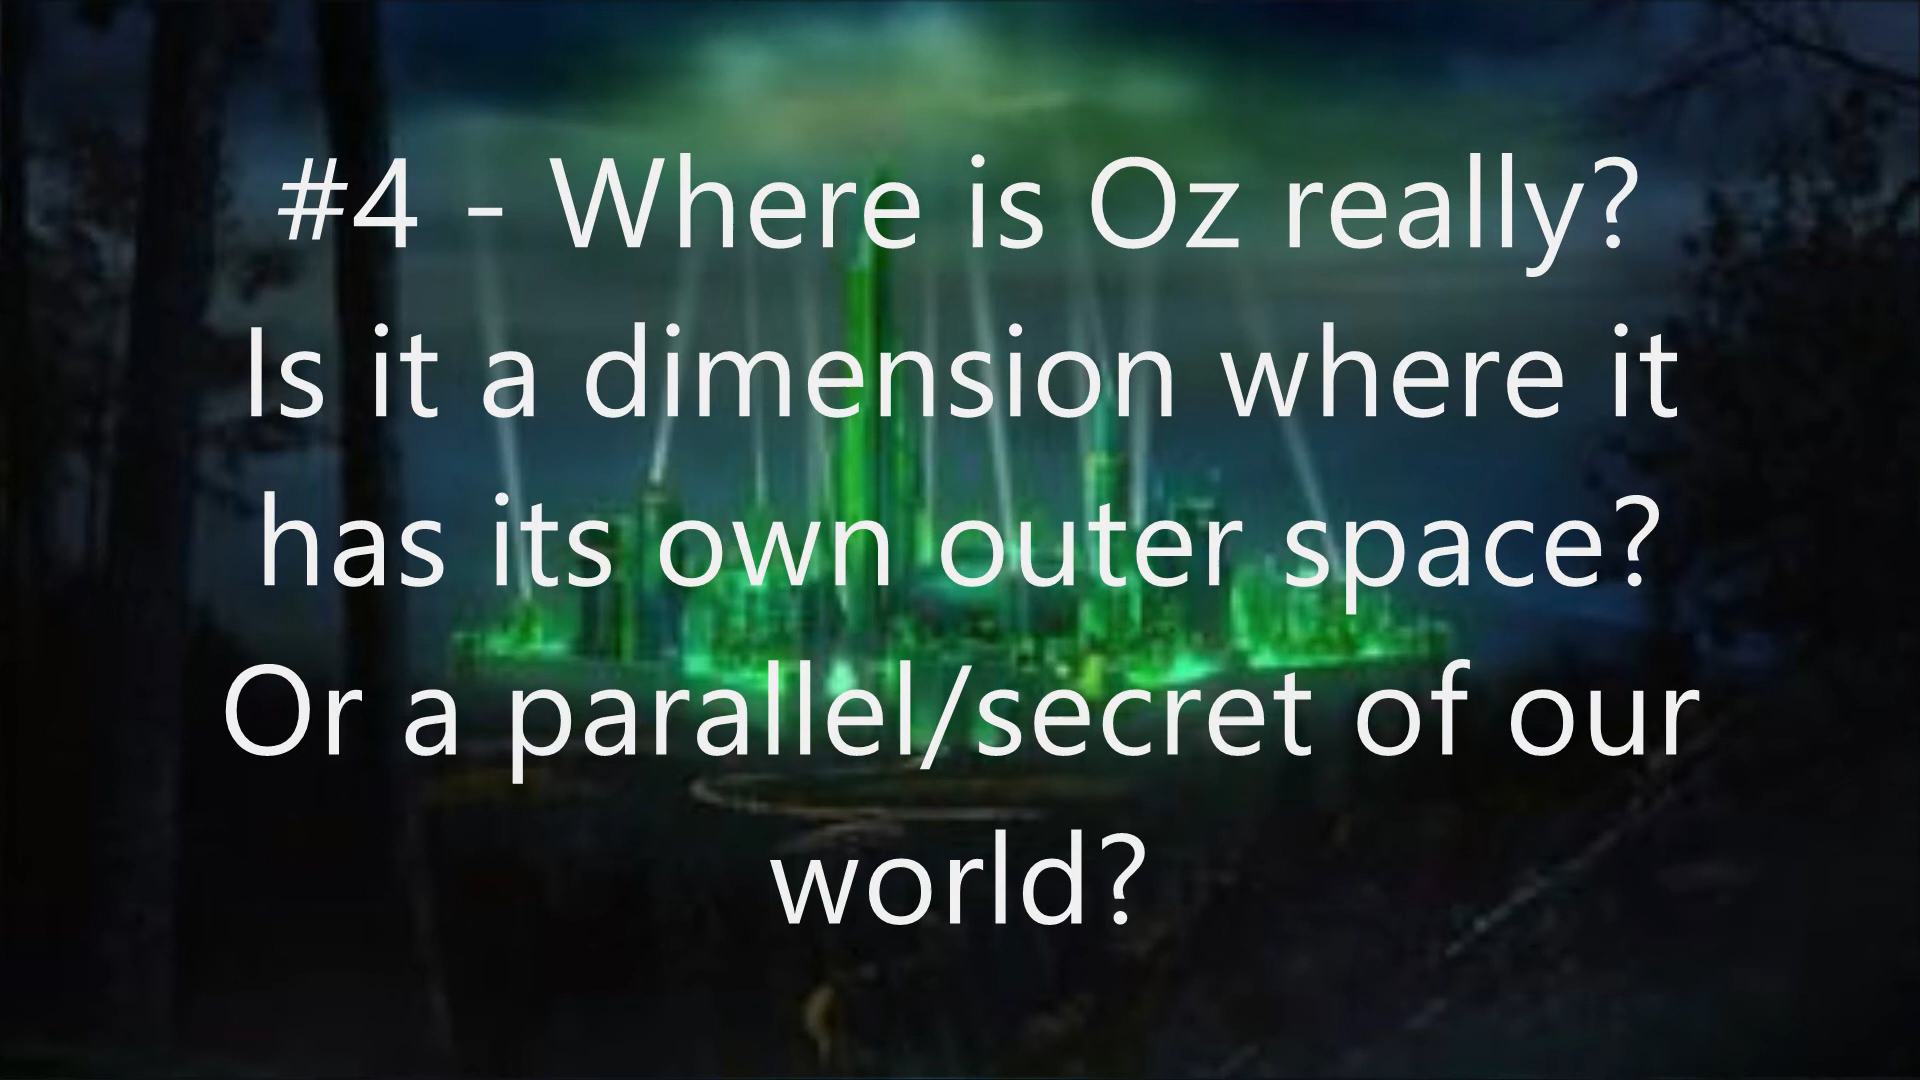 #4 - Where is Oz really?
Is it a dimension where it
has its own outer space?
Or a parallel/secret of our
world?